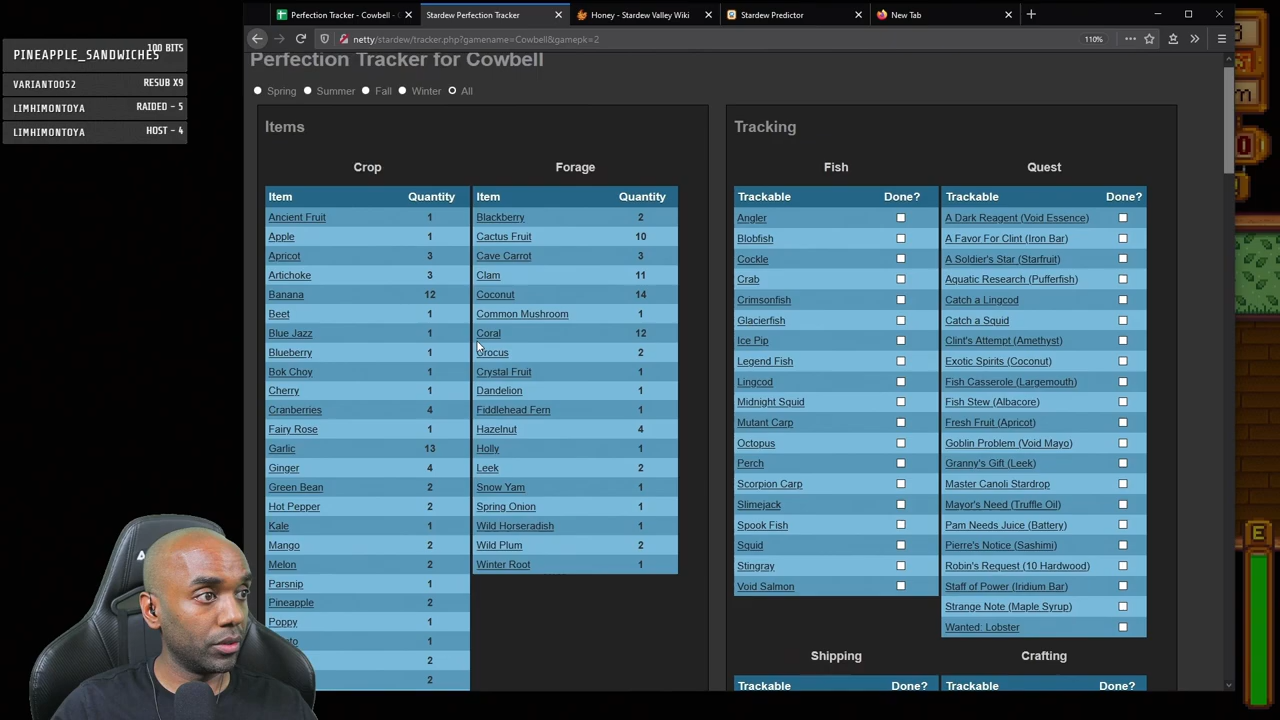 PINEAPPLE_SANDWICHES 100 BITS
VARIANT0052 RESUB X9
LIMHIMONTOYA RAIDED - 5
LIMHIMONTOYA HOST - 4
Perfection Tracker - Cowbell -
Stardew Perfection Tracker
Honey - Stardew Valley Wiki
Stardew Predictor
New Tab
netty/stardew/tracker.php?gamename=Cowbell&gamepk=2
110%
Perfection Tracker for Cowbell
Spring Summer Fall Winter All
Items
Crop
Item Quantity
Ancient Fruit 1
Apple 1
Apricot 3
Artichoke 3
Banana 12
Beet 1
Blue Jazz 1
Blueberry 1
Bok Choy 1
Cherry 1
Cranberries 4
Fairy Rose 1
Garlic 13
Ginger 4
Green Bean 2
Hot Pepper 2
Kale 1
Mango 2
Melon 2
Parsnip 1
Pineapple 2
Poppy 1
1
2
2
Forage
Item Quantity
Blackberry 2
Cactus Fruit 10
Cave Carrot 3
Clam 11
Coconut 14
Common Mushroom 1
Coral 12
Crocus 2
Crystal Fruit 1
Dandelion 1
Fiddlehead Fern 1
Hazelnut 4
Holly 1
Leek 2
Snow Yam 1
Spring Onion 1
Wild Horseradish 1
Wild Plum 2
Winter Root 1
Tracking
Fish
Trackable Done?
Angler
Blobfish
Cockle
Crab
Crimsonfish
Glacierfish
Ice Pip
Legend Fish
Lingcod
Midnight Squid
Mutant Carp
Octopus
Perch
Scorpion Carp
Slimejack
Spook Fish
Squid
Stingray
Void Salmon
Quest
Trackable Done?
A Dark Reagent (Void Essence)
A Favor For Clint (Iron Bar)
A Soldier's Star (Starfruit)
Aquatic Research (Pufferfish)
Catch a Lingcod
Catch a Squid
Clint's Attempt (Amethyst)
Exotic Spirits (Coconut)
Fish Casserole (Largemouth)
Fish Stew (Albacore)
Fresh Fruit (Apricot)
Goblin Problem (Void Mayo)
Granny's Gift (Leek)
Master Canoli Stardrop
Mayor's Need (Truffle Oil)
Pam Needs Juice (Battery)
Pierre's Notice (Sashimi)
Robin's Request (10 Hardwood)
Staff of Power (Iridium Bar)
Strange Note (Maple Syrup)
Wanted: Lobster
Shipping
Trackable Done?
Crafting
Trackable Done?
E